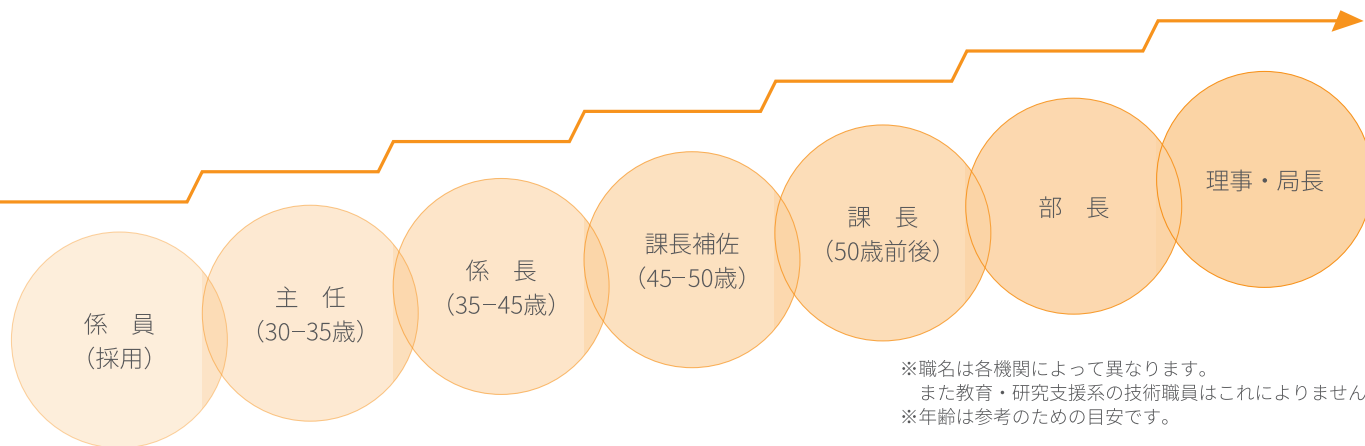 係　員
（採用）
主　任
（30−35歳）
係　長
（35−45歳）
課長補佐
（45−50歳）
課　長
（50歳前後）
部　長
理事・局長
※職名は各機関によって異なります。
また教育・研究支援系の技術職員はこれによりません
※年齢は参考のための目安です。